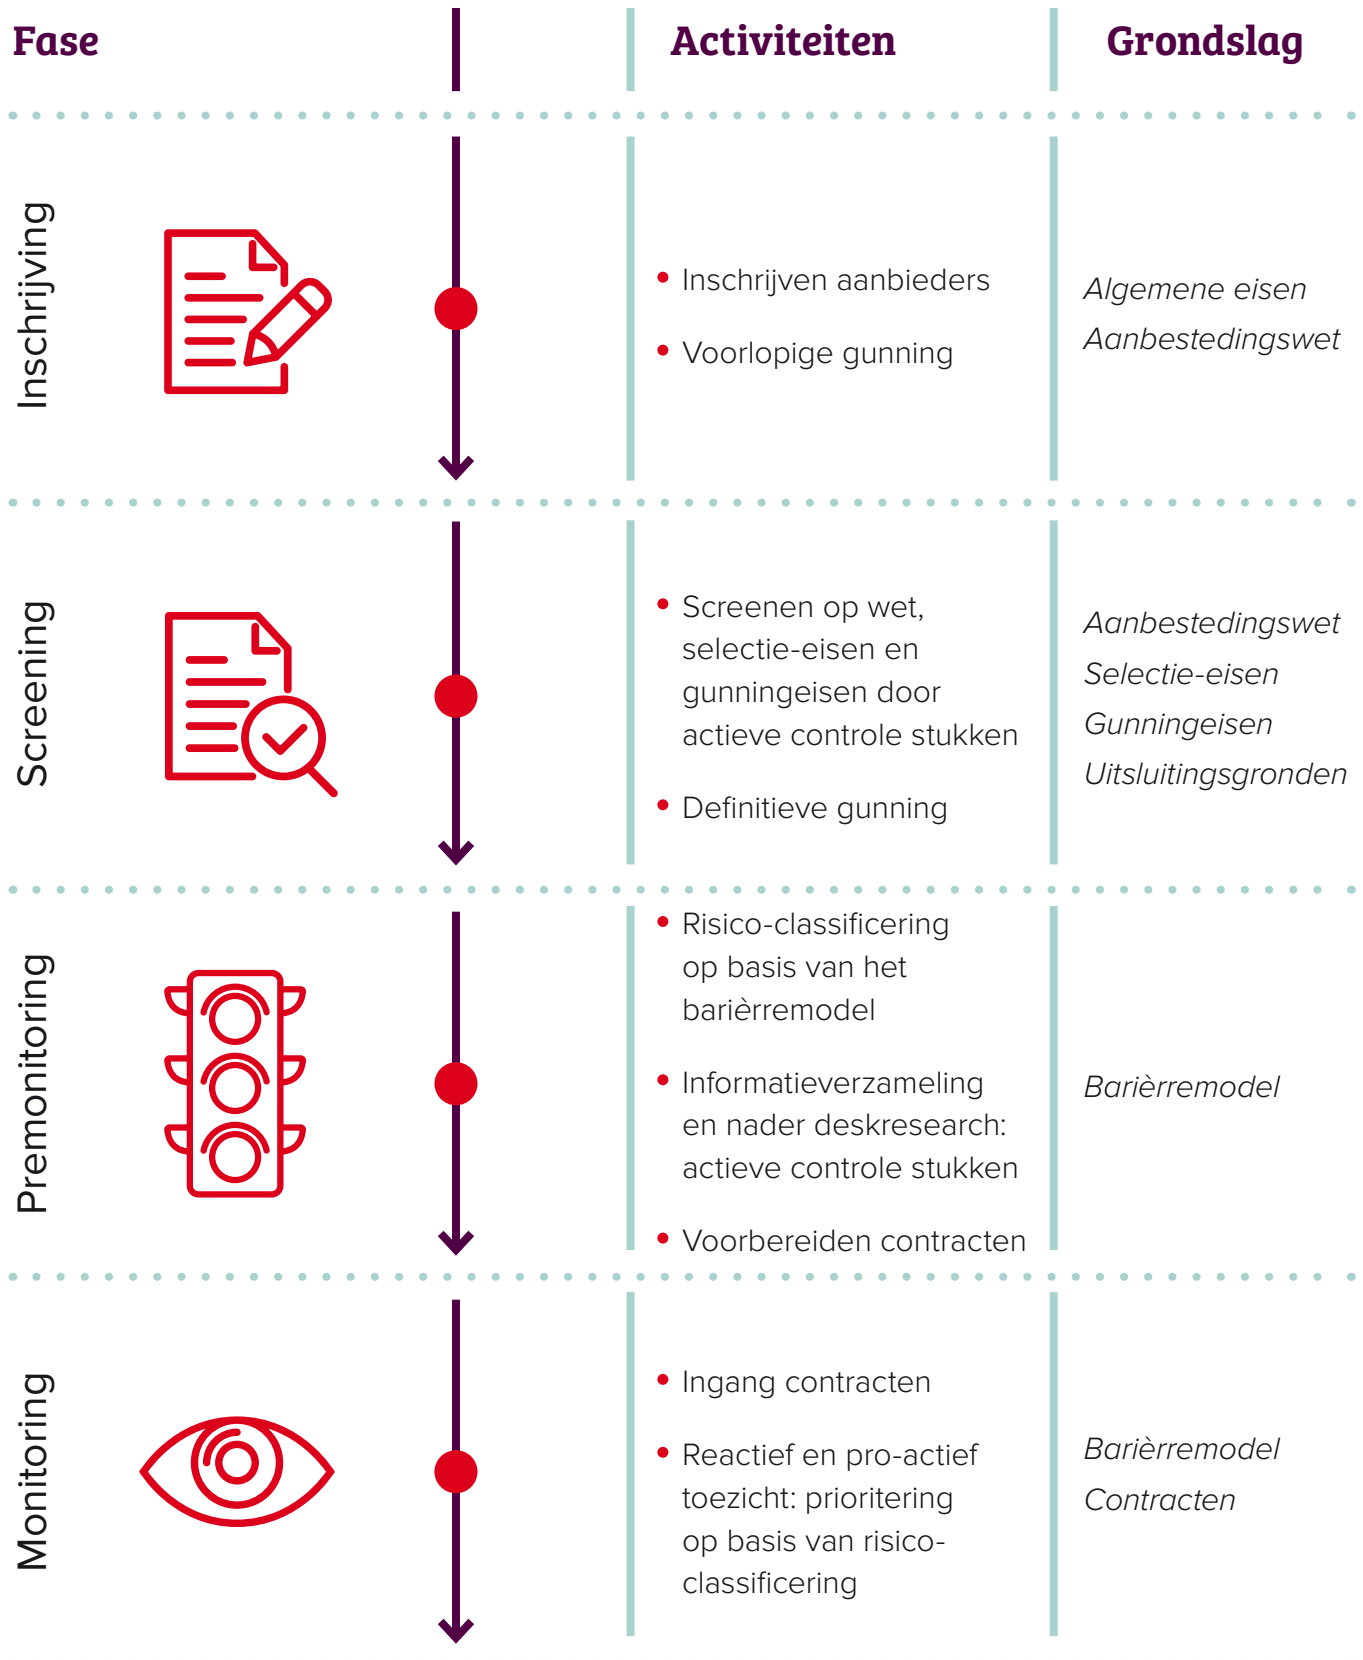 Fase
Activiteiten
Grondslag
Inschrijving
• Inschrijven aanbieders
• Voorlopige gunning
Algemene eisen
Aanbestedingswet
Screening
• Screenen op wet,
selectie-eisen en
gunningeisen door
actieve controle stukken
• Definitieve gunning
Aanbestedingswet
Selectie-eisen
Gunningeisen
Uitsluitingsgronden
Premonitoring
• Risico-classificering
op basis van het
barièrremodel
• Informatieverzameling
en nader deskresearch:
actieve controle stukken
• Voorbereiden contracten
Barièrremodel
Monitoring
• Ingang contracten
• Reactief en pro-actief
toezicht: prioritering
op basis van risico-
classificering
Barièrremodel
Contracten